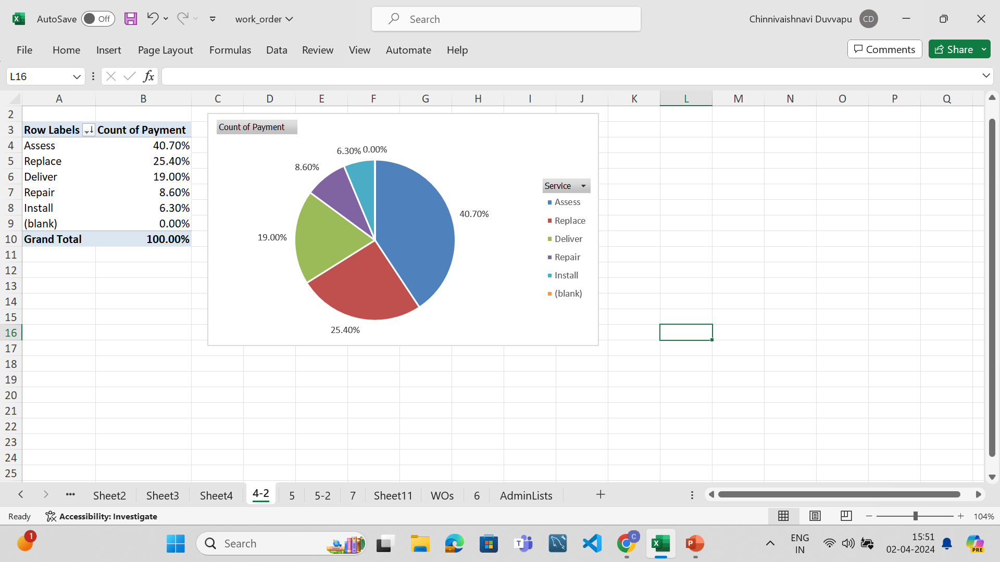 AutoSave Off work_order Search Chinnivaishnavi Duvvapu CD
File Home Insert Page Layout Formulas Data Review View Automate Help Comments Share
L16 fx
A B C D E F G H I J K L M N O P Q
2
3 Row Labels Count of Payment
4 Assess 40.70%
5 Replace 25.40%
6 Deliver 19.00%
7 Repair 8.60%
8 Install 6.30%
9 (blank) 0.00%
10 Grand Total 100.00%
11
12
13
14
15
16
17
18
19
20
21
22
23
24
25
Count of Payment
6.30% 0.00%
8.60%
40.70%
19.00%
25.40%
Service
Assess
Replace
Deliver
Repair
Install
(blank)
Sheet2 Sheet3 Sheet4 4-2 5 5-2 7 Sheet11 WOs 6 AdminLists
Ready Accessibility: Investigate 104%
1 Search T C X P ENG 15:51
IN 02-04-2024 PRE